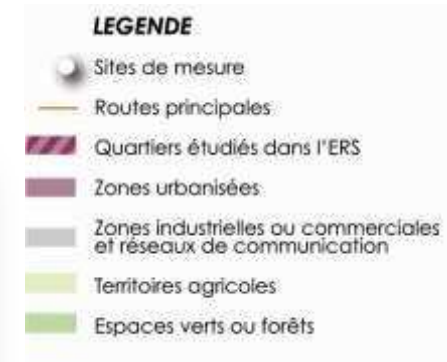 LEGENDE
Sites de mesure
Routes principales
Quartiers étudiés dans l'ERS
Zones urbanisées
Zones industrielles ou commerciales
et réseaux de communication
Territoires agricoles
Espaces verts ou forêts